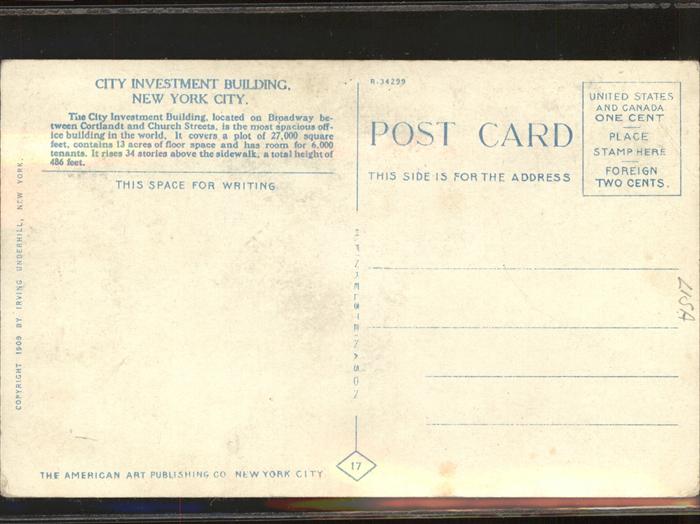 CITY INVESTMENT BUILDING,
NEW YORK CITY.
The City Investment Building, located on Broadway be-
tween Cortlandt and Church Streets, is the most spacious off-
ice building in the world. It covers a plot of 27,000 square
feet, contains 13 acres of floor space and has room for 6,000
tenants. It rises 34 stories above the sidewalk, a total height of
486 feet.
THIS SPACE FOR WRITING
COPYRIGHT 1909 BY IRVING UNDERHILL, NEW YORK.
THE AMERICAN ART PUBLISHING CO. NEW YORK CITY
R-34299
POST CARD
THIS SIDE IS FOR THE ADDRESS
UNITED STATES
AND CANADA
ONE CENT
PLACE
STAMP HERE
FOREIGN
TWO CENTS.
USA
17